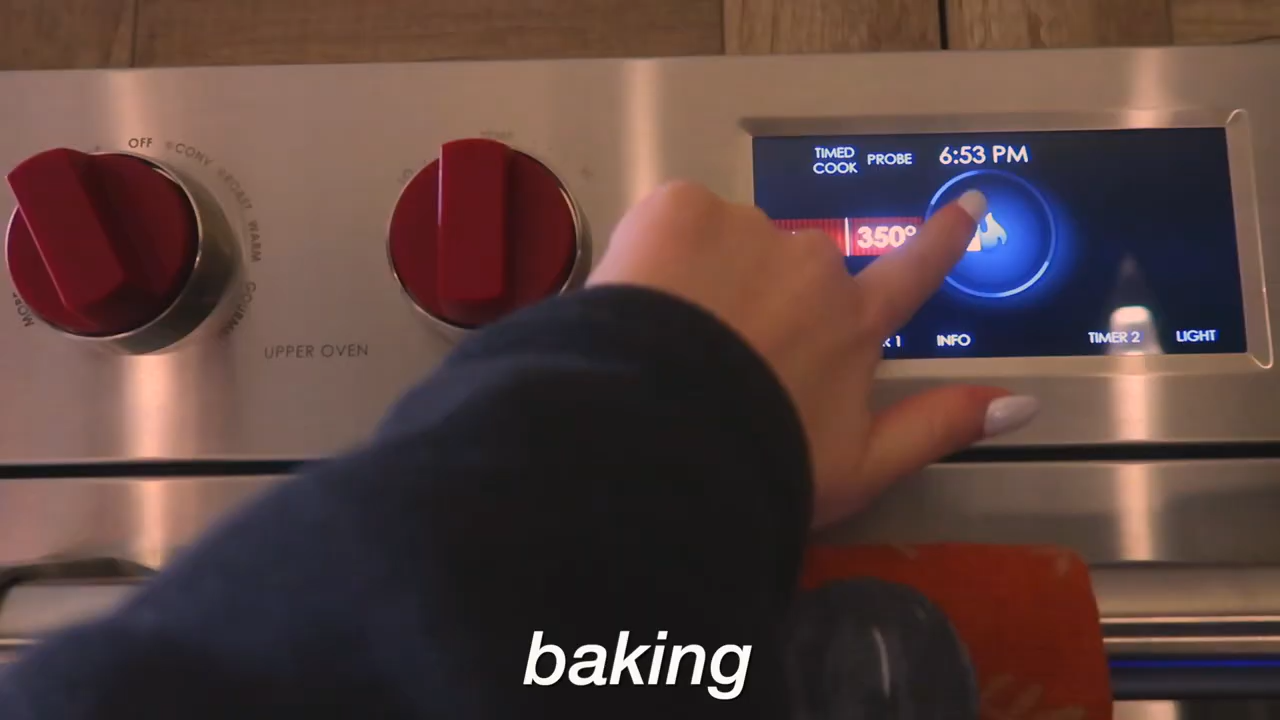 OFF CONV ROAST WARM GOURMET
UPPER OVEN
TIMED COOK PROBE 6:53 PM
350°
1 INFO TIMER 2 LIGHT
baking